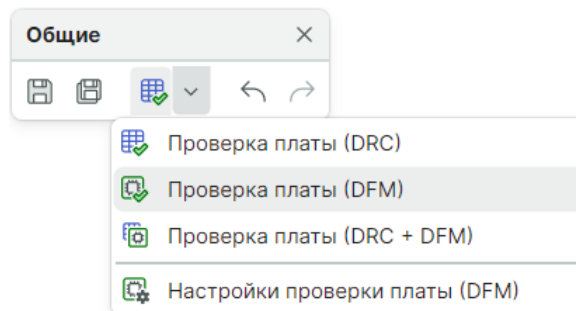 Общие
Проверка платы (DRC)
Проверка платы (DFM)
Проверка платы (DRC + DFM)
Настройки проверки платы (DFM)